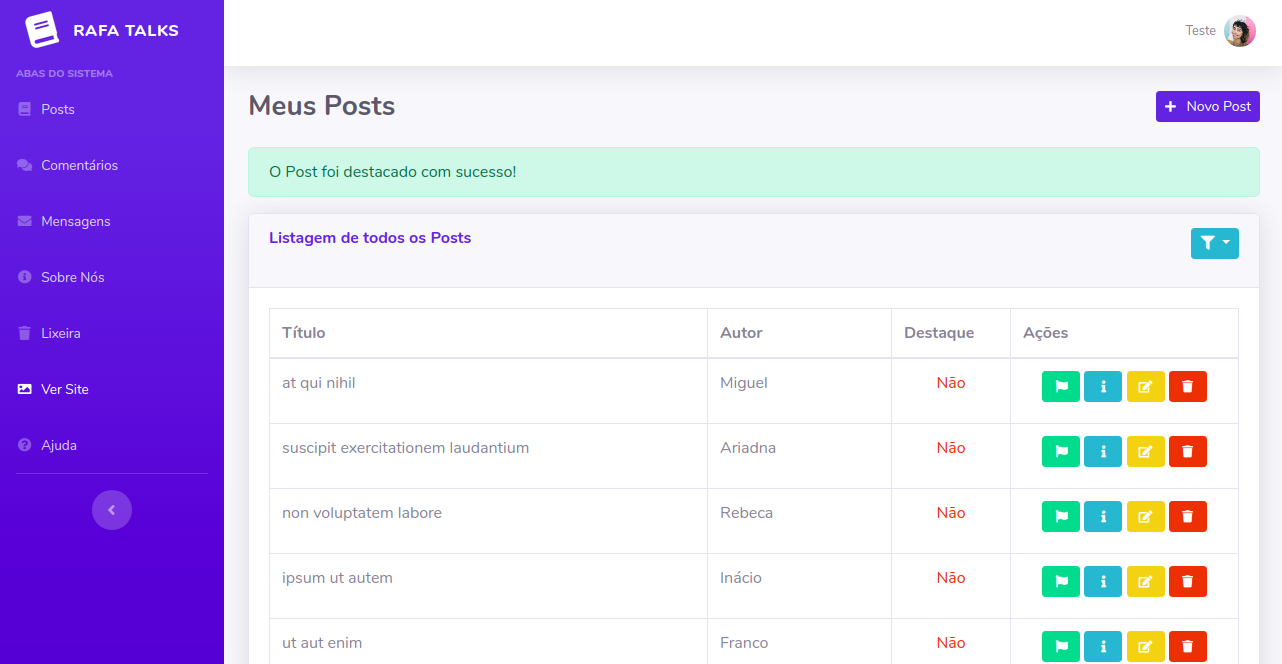 RAFA TALKS
Teste
ABAS DO SISTEMA
Posts
Comentários
Mensagens
Sobre Nós
Lixeira
Ver Site
Ajuda
Meus Posts
Novo Post
O Post foi destacado com sucesso!
Listagem de todos os Posts
Título Autor Destaque Ações
at qui nihil Miguel Não
suscipit exercitationem laudantium Ariadna Não
non voluptatem labore Rebeca Não
ipsum ut autem Inácio Não
ut aut enim Franco Não